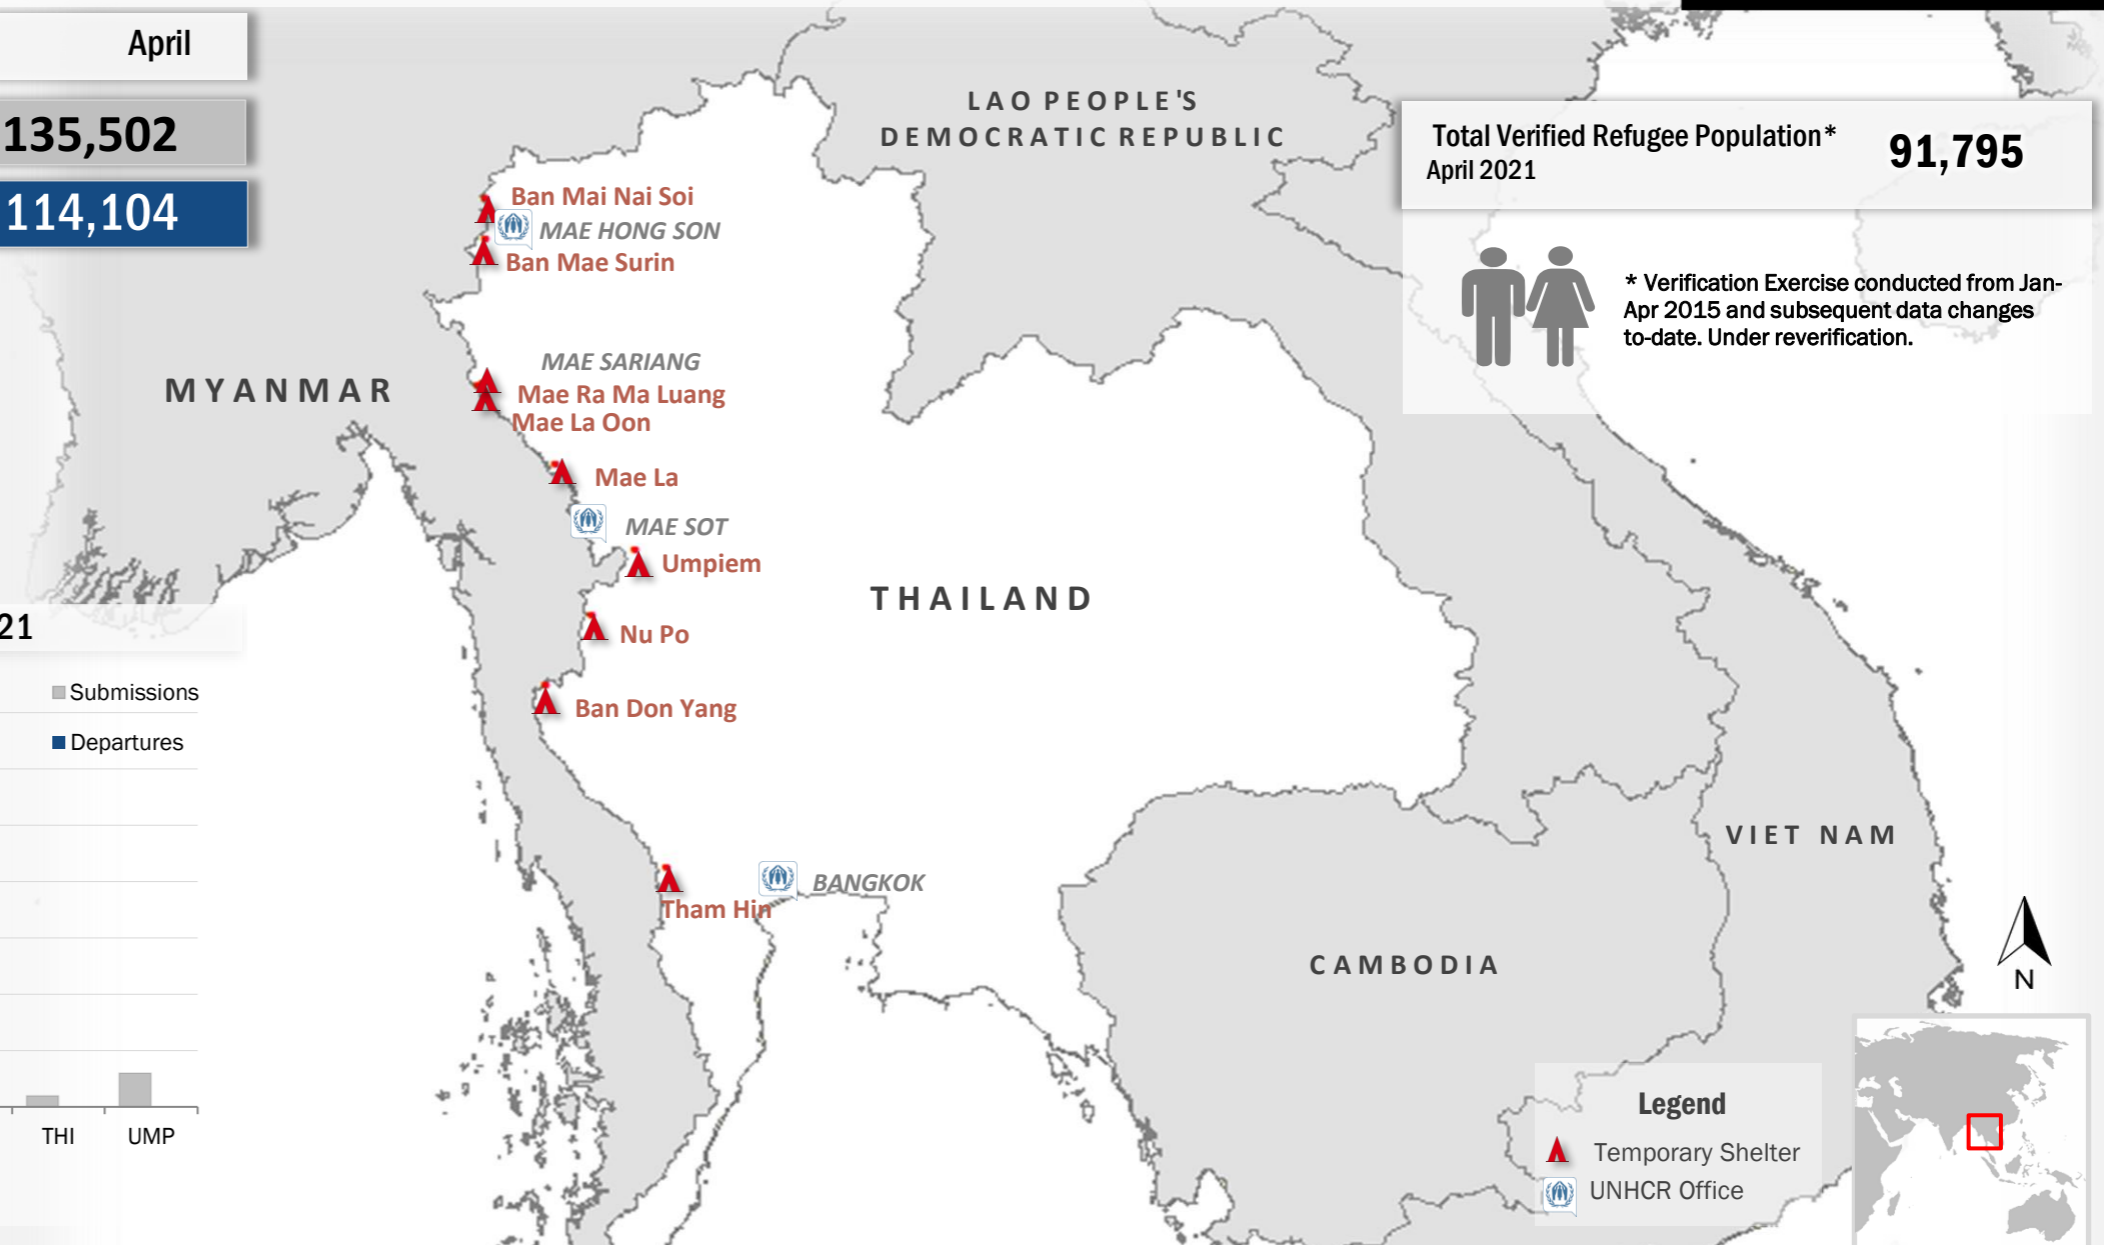 April
135,502
114,104
LAO PEOPLE'S
DEMOCRATIC REPUBLIC
Total Verified Refugee Population*
April 2021
91,795
* Verification Exercise conducted from Jan-
Apr 2015 and subsequent data changes
to-date. Under reverification.
Ban Mai Nai Soi
MAE HONG SON
Ban Mae Surin
MYANMAR
MAE SARIANG
Mae Ra Ma Luang
Mae La Oon
Mae La
MAE SOT
Umpiem
THAILAND
Nu Po
Ban Don Yang
21
Submissions
Departures
VIET NAM
BANGKOK
Tham Hin
CAMBODIA
N
THI
UMP
Legend
Temporary Shelter
UNHCR Office